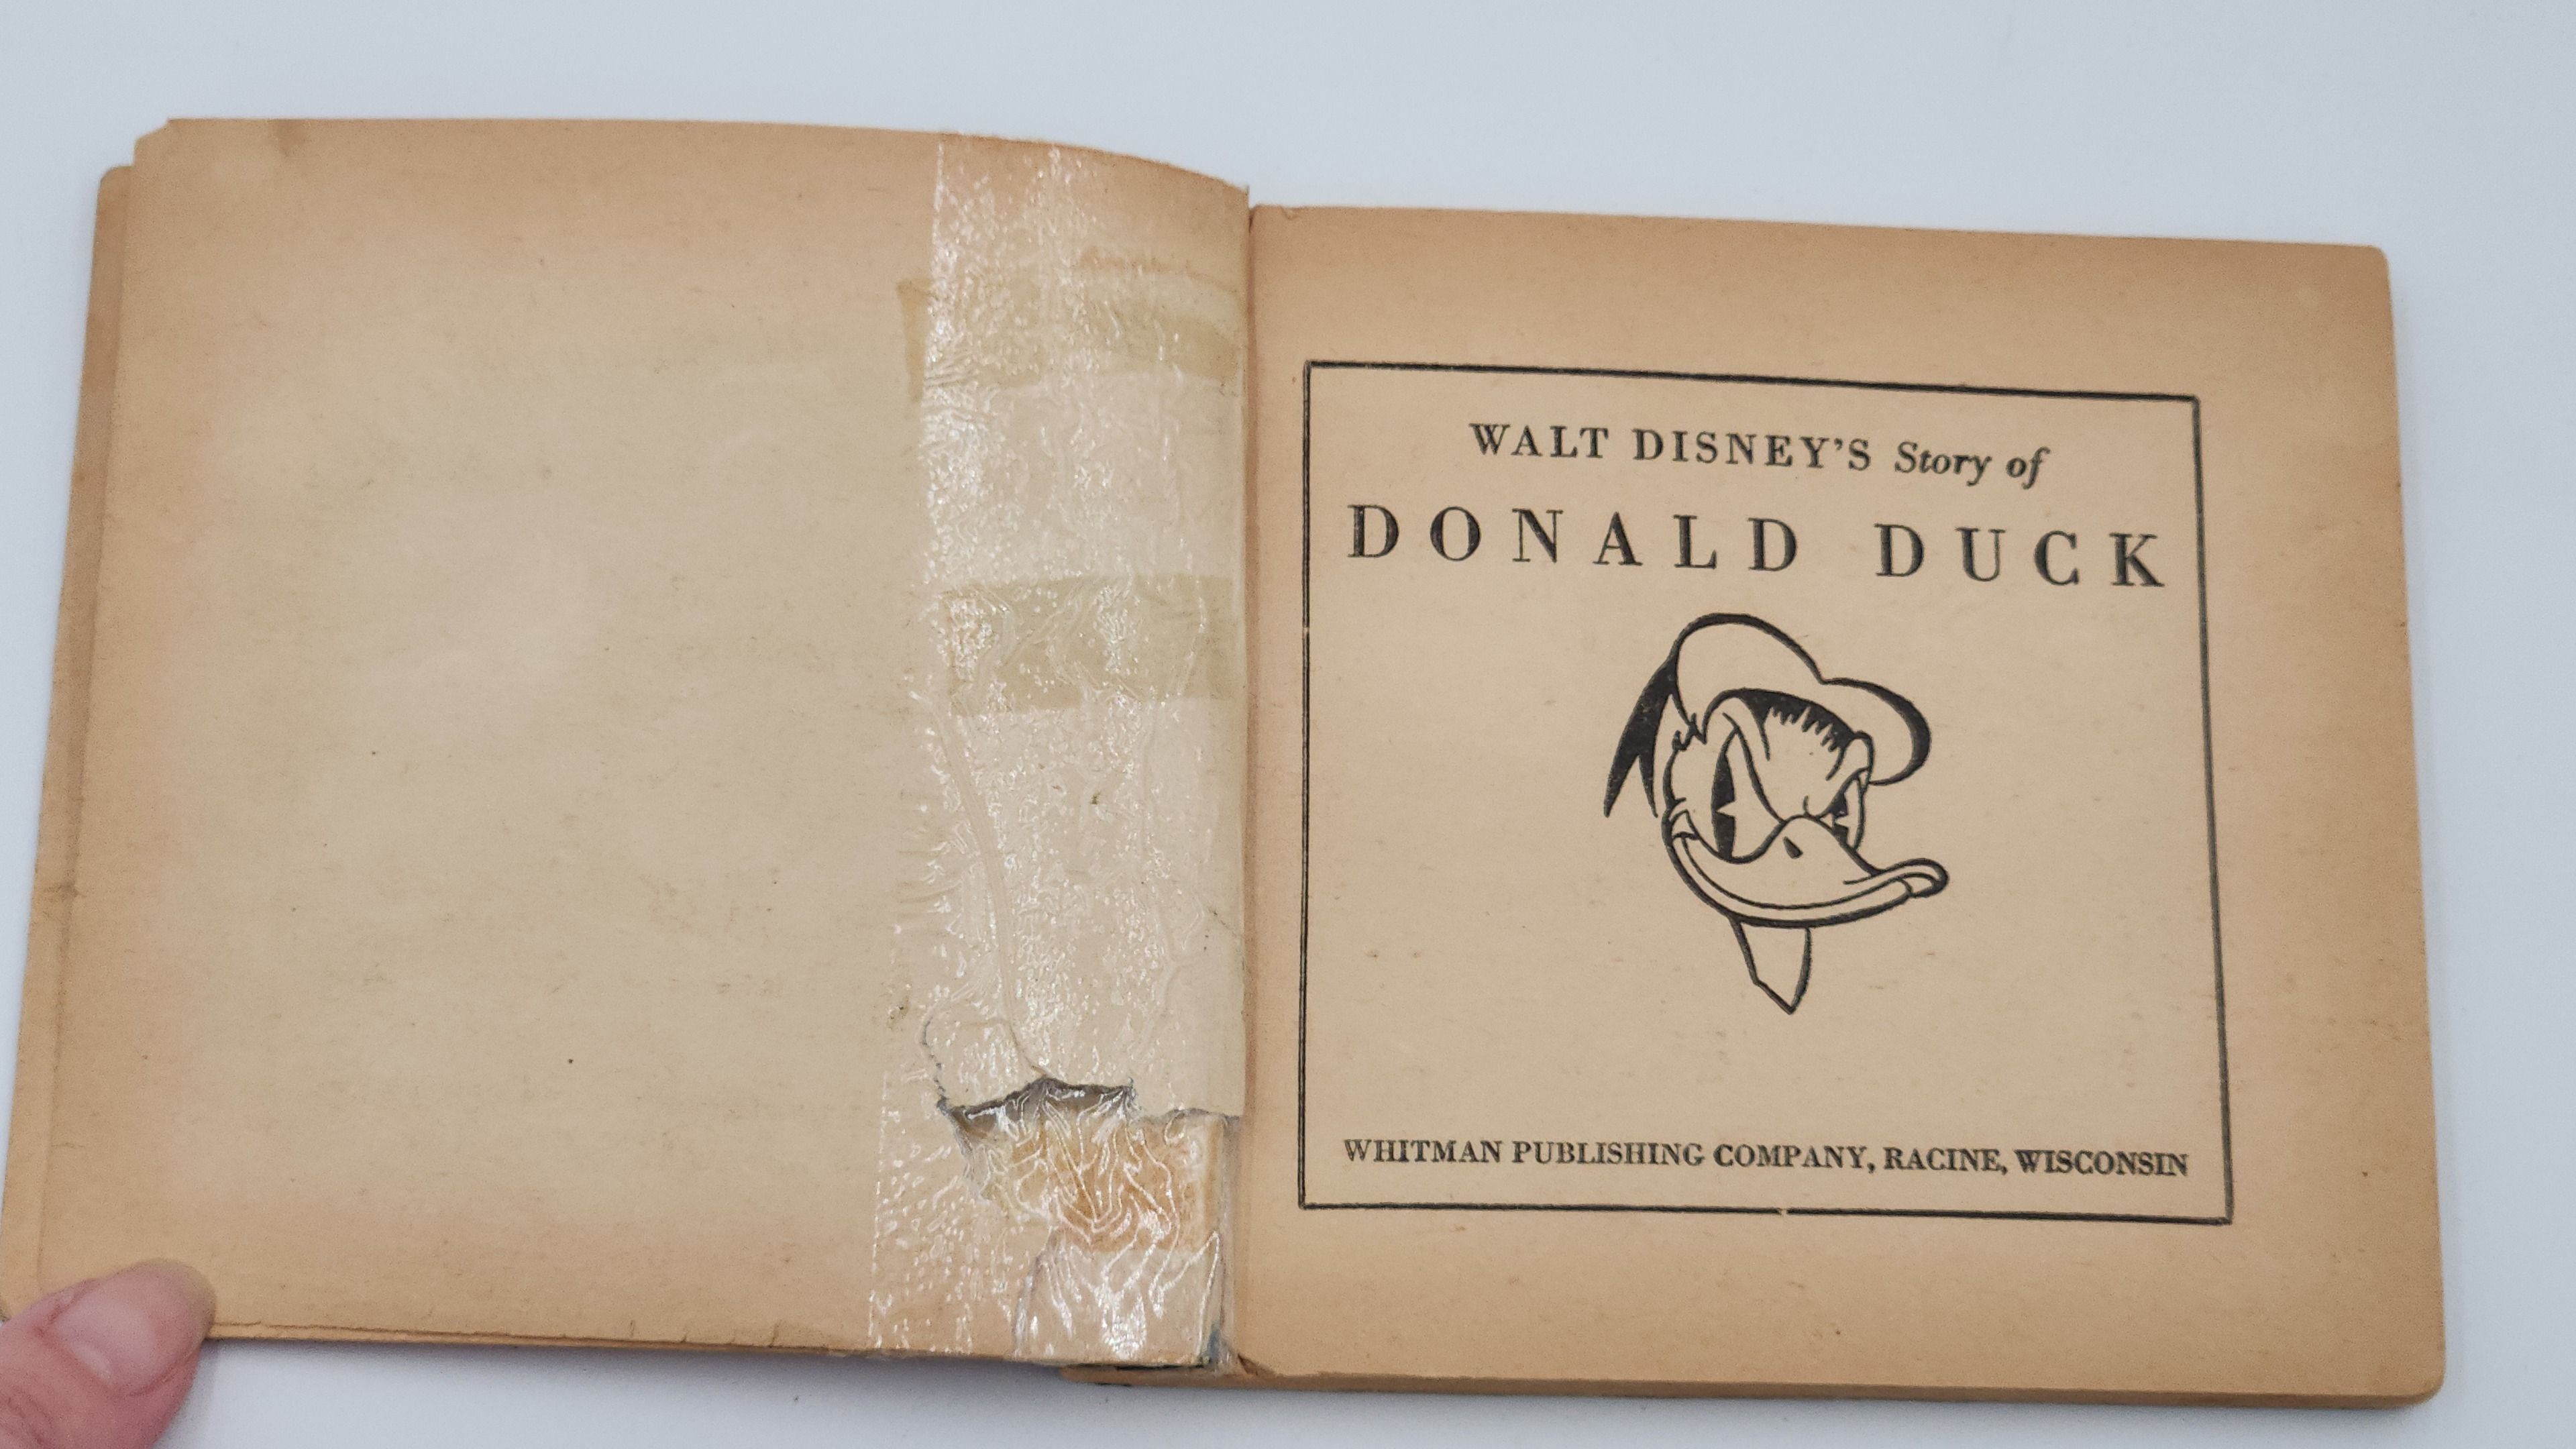 WALT DISNEY'S Story of
DONALD DUCK
WHITMAN PUBLISHING COMPANY, RACINE, WISCONSIN